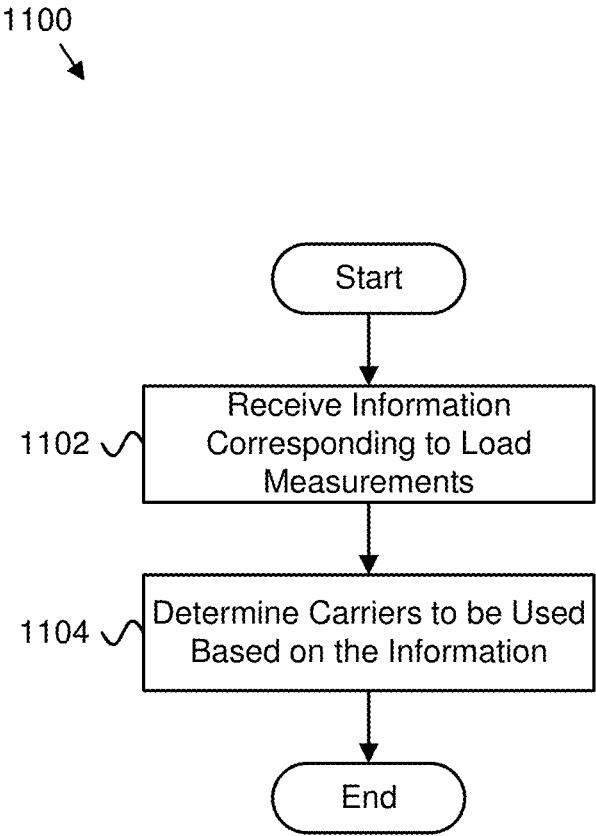 1100
Start
1102
Receive Information
Corresponding to Load
Measurements
1104
Determine Carriers to be Used
Based on the Information
End